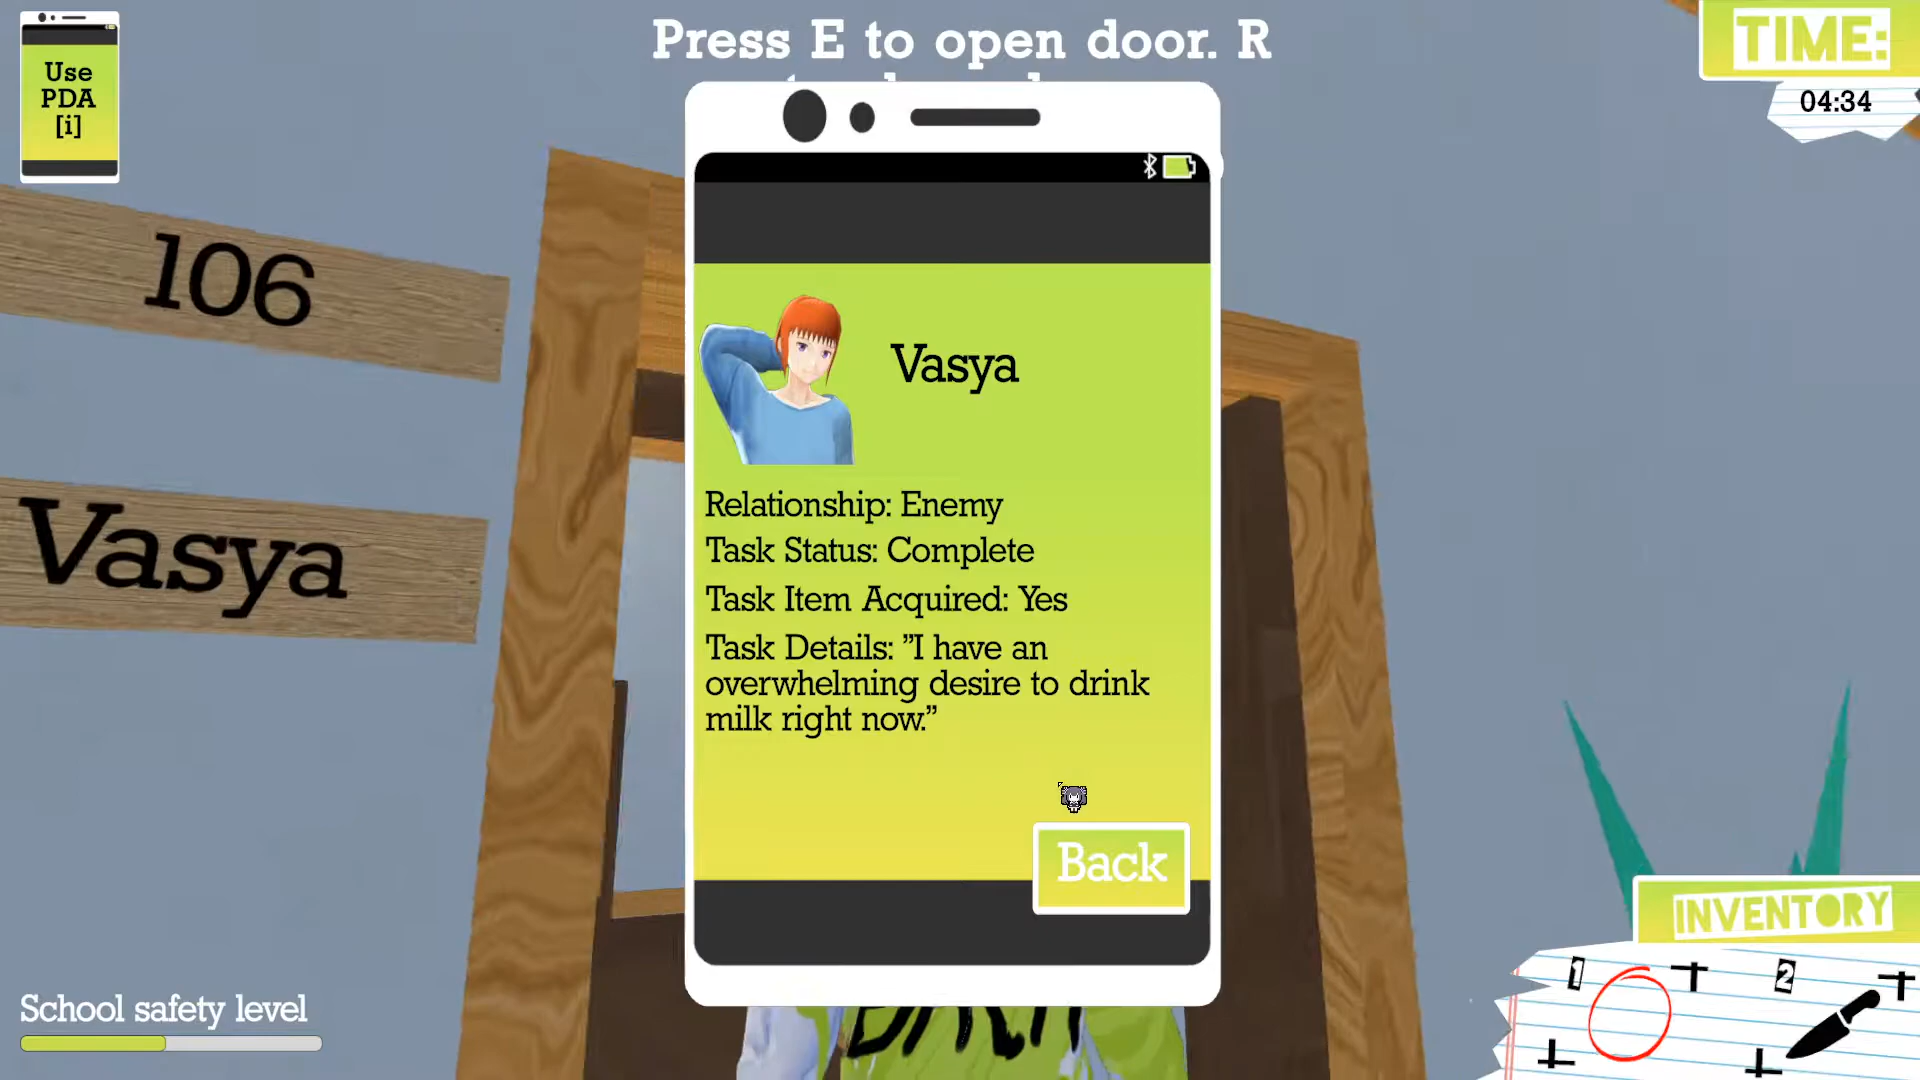 Use
PDA
[i]
Press E to open door. R
TIME:
04:34
106
Vasya
Vasya
Relationship: Enemy
Task Status: Complete
Task Item Acquired: Yes
Task Details: ”I have an
overwhelming desire to drink
milk right now.”
Back
School safety level
INVENTORY
1
2